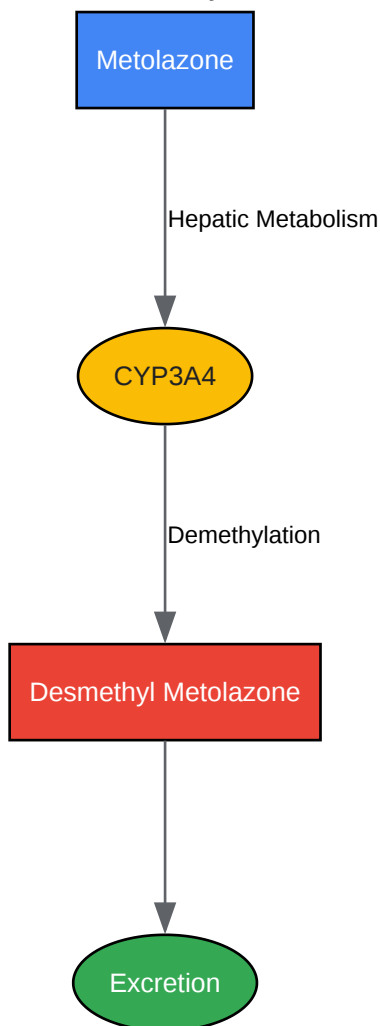 Metolazone
Hepatic Metabolism
CYP3A4
Demethylation
Desmethyl Metolazone
Excretion